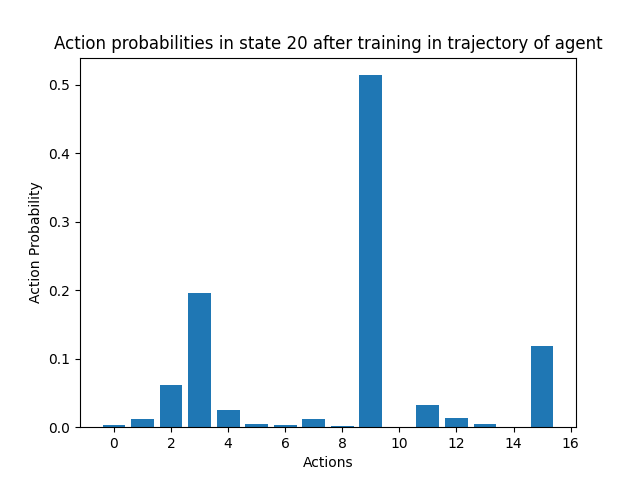 Action probabilities in state 20 after training in trajectory of agent
0.5
0.4
0.3
0.2
0.1
0.0
Action Probability
0 2 4 6 8 10 12 14 16
Actions